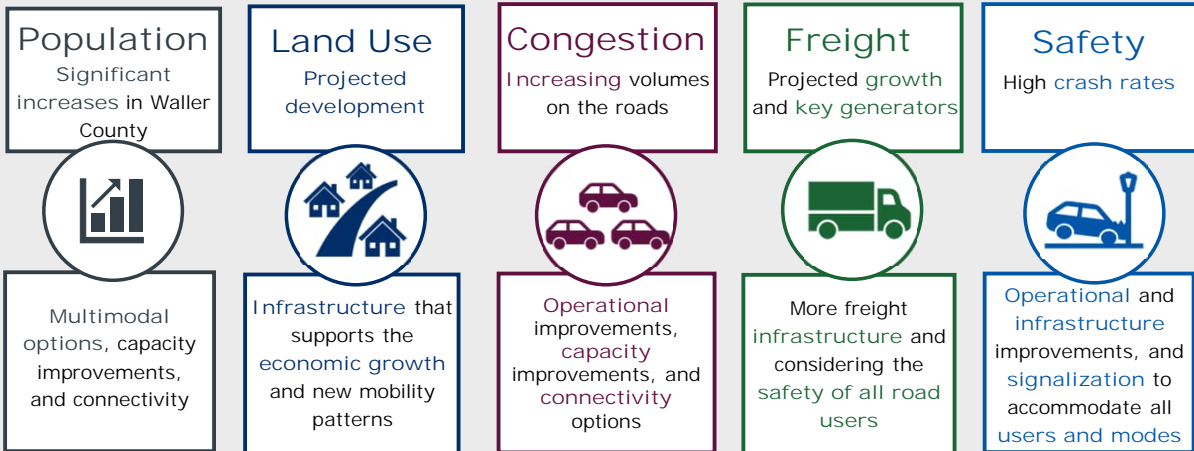 Population
Significant
increases in Waller
County
Land Use
Projected
development
Congestion
Increasing volumes
on the roads
Freight
Projected growth
and key generators
Safety
High crash rates
Multimodal
options, capacity
improvements,
and connectivity
Infrastructure that
supports the
economic growth
and new mobility
patterns
Operational
improvements,
capacity
improvements, and
connectivity
options
More freight
infrastructure and
considering the
safety of all road
users
Operational and
infrastructure
improvements, and
signalization to
accommodate all
users and modes